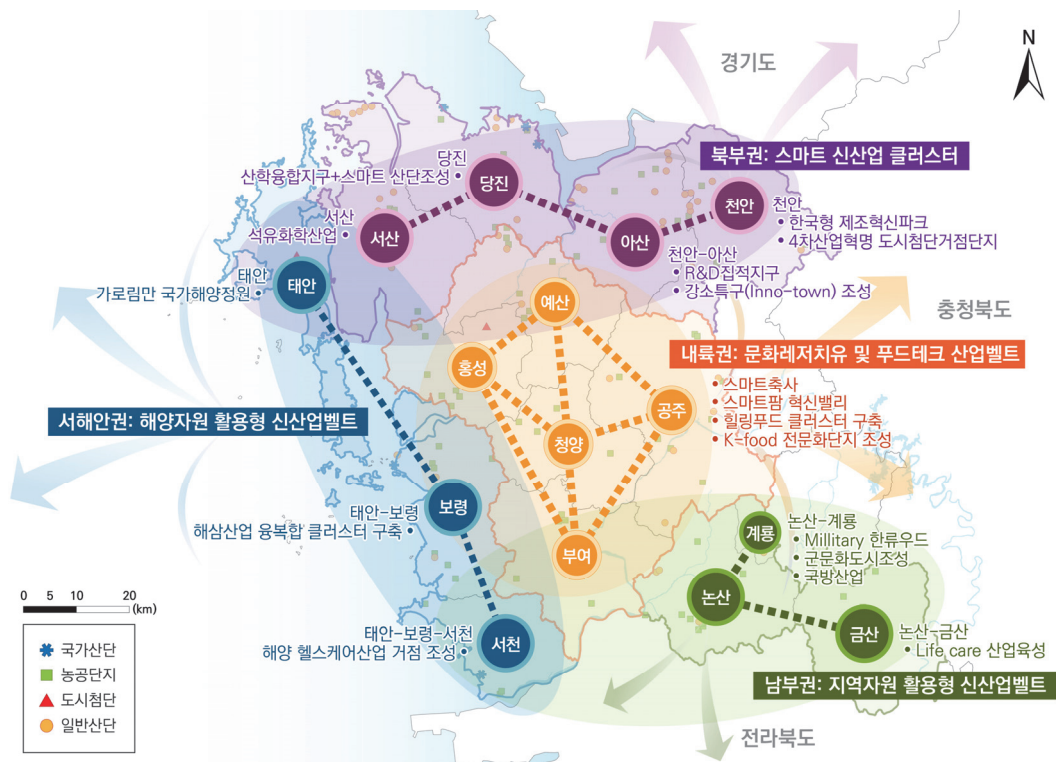 경기도
N
북부권: 스마트 신산업 클러스터
당진
산학융합지구+스마트 산단조성 •
당진
천안
천안
• 한국형 제조혁신파크
• 4차산업혁명 도시첨단거점단지
서산
석유화학산업 •
서산
아산
천안-아산
• R&D집적지구
• 강소특구(Inno-town) 조성
태안
가로림만 국가해양정원 •
태안
예산
충청북도
내륙권: 문화레저치유 및 푸드테크 산업벨트
• 스마트축사
• 스마트팜 혁신밸리
• 힐링푸드 클러스터 구축
• K-food 전문화단지 조성
홍성
공주
서해안권: 해양자원 활용형 신산업벨트
청양
태안-보령
해삼산업 융복합 클러스터 구축 •
보령
부여
계룡
논산-계룡
• Millitary 한류우드
• 군문화도시조성
• 국방산업
논산
금산
논산-금산
• Life care 산업육성
태안-보령-서천
해양 헬스케어산업 거점 조성 •
서천
남부권: 지역자원 활용형 신산업벨트
전라북도
0 5 10 20
(km)
국가산단
농공단지
도시첨단
일반산단